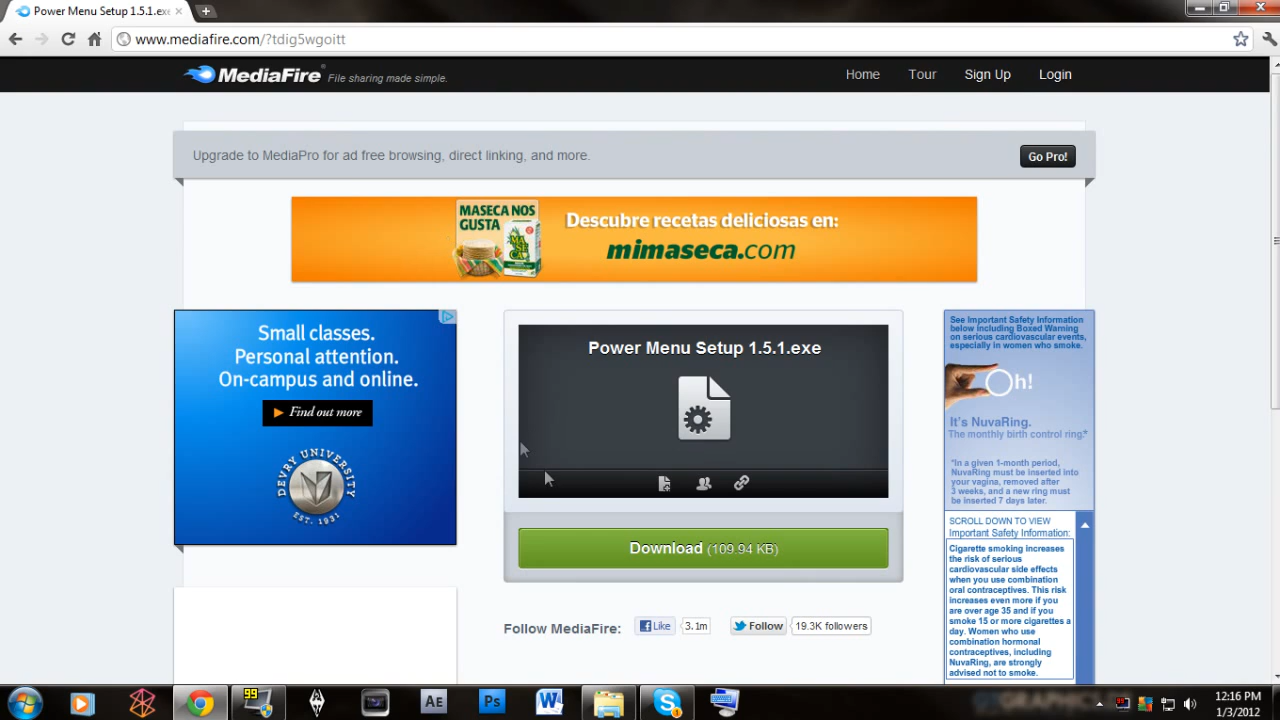 Power Menu Setup 1.5.1.exe
www.mediafire.com/?tdig5wgoitt
MediaFire File sharing made simple.
Home Tour Sign Up Login
Upgrade to MediaPro for ad free browsing, direct linking, and more.
Go Pro!
MASECA NOS
GUSTA
Descubre recetas deliciosas en:
mimaseca.com
Small classes.
Personal attention.
On-campus and online.
Find out more
DEVRY UNIVERSITY
EST. 1931
Power Menu Setup 1.5.1.exe
Download (109.94 KB)
Follow MediaFire:
Like 3.1m
Follow 19.3K followers
See Important Safety Information
below including Boxed Warning
on serious cardiovascular events,
especially in women who smoke.
Oh!
It's NuvaRing.
The monthly birth control ring.*
*In a given 1-month period,
NuvaRing must be inserted into
your vagina, removed after
3 weeks, and a new ring must
be inserted 7 days later.
SCROLL DOWN TO VIEW
Important Safety Information:
Cigarette smoking increases
the risk of serious
cardiovascular side effects
when you use combination
oral contraceptives. This risk
increases even more if you
are over age 35 and if you
smoke 15 or more cigarettes a
day. Women who use
combination hormonal
contraceptives, including
NuvaRing, are strongly
advised not to smoke.
99
AE
Ps
W
S
12:16 PM
1/3/2012